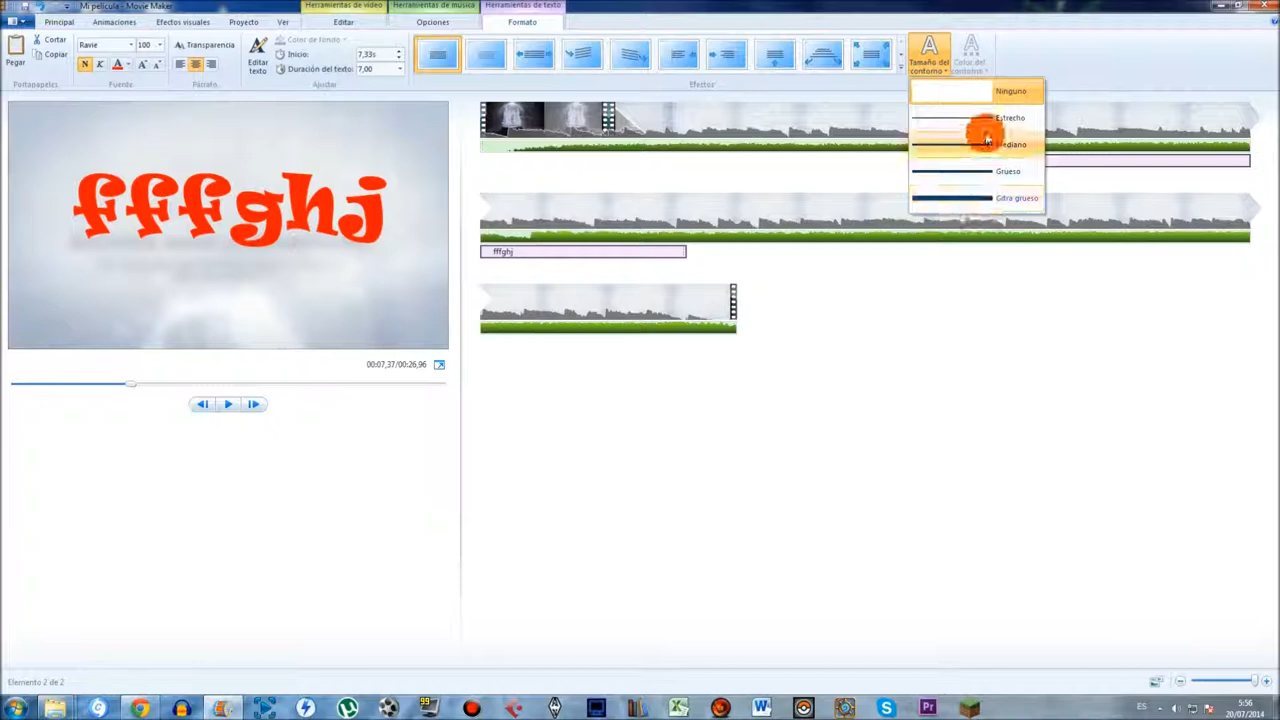 Mi película - Movie Maker
Herramientas de video
Herramientas de música
Herramientas de texto
Principal
Animaciones
Efectos visuales
Proyecto
Ver
Editar
Opciones
Formato
Pegar
Cortar
Copiar
Portapapeles
Ravie
100
N
K
A
A
A
Fuente
Transparencia
Párrafo
Editar texto
Color de fondo
Inicio:
7,33s
Duración del texto:
7,00
Ajustar
Efectos
Tamaño del contorno
Color del contorno
Ninguno
Estrecho
Mediano
Grueso
Extra grueso
fffghj
fffghj
00:07,37/00:26,96
Elemento 2 de 2
99
W
Pr
ES
5:56
20/07/2014